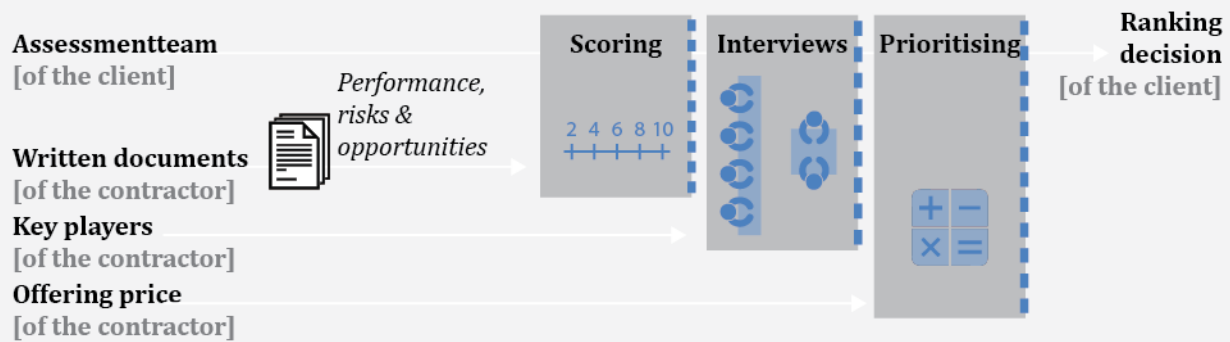 Assessmentteam
[of the client]
Performance,
risks &
opportunities
Written documents
[of the contractor]
Key players
[of the contractor]
Offering price
[of the contractor]
Scoring
2 4 6 8 10
Interviews
Prioritising
+ −
× =
Ranking
decision
[of the client]